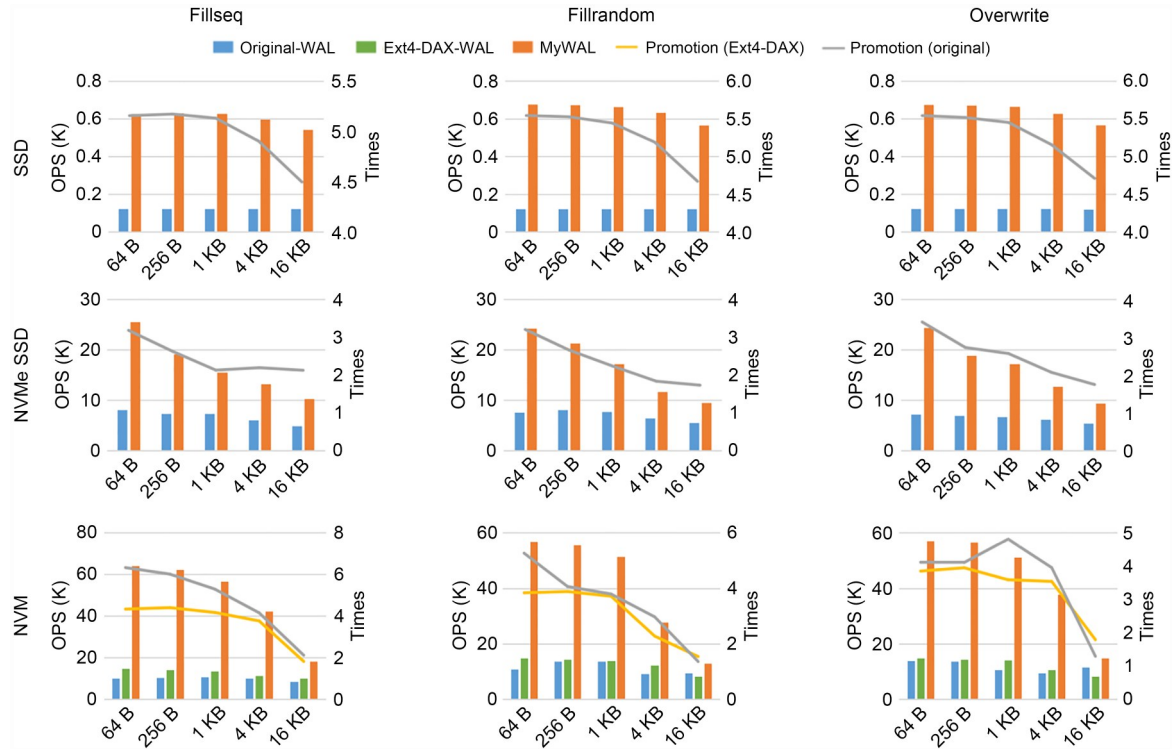 Fillseq Fillrandom Overwrite
Original-WAL Ext4-DAX-WAL MyWAL Promotion (Ext4-DAX) Promotion (original)
SSD
OPS (K)
0.8
0.6
0.4
0.2
0
5.5
5.0
4.5
4.0
Times
64 B 256 B 1 KB 4 KB 16 KB
OPS (K)
0.8
0.6
0.4
0.2
0
6.0
5.5
5.0
4.5
4.0
Times
64 B 256 B 1 KB 4 KB 16 KB
OPS (K)
0.8
0.6
0.4
0.2
0
6.0
5.5
5.0
4.5
4.0
Times
64 B 256 B 1 KB 4 KB 16 KB
NVMe SSD
OPS (K)
30
20
10
0
4
3
2
1
0
Times
64 B 256 B 1 KB 4 KB 16 KB
OPS (K)
30
20
10
0
4
3
2
1
0
Times
64 B 256 B 1 KB 4 KB 16 KB
OPS (K)
30
20
10
0
4
3
2
1
0
Times
64 B 256 B 1 KB 4 KB 16 KB
NVM
OPS (K)
80
60
40
20
0
8
6
4
2
0
Times
64 B 256 B 1 KB 4 KB 16 KB
OPS (K)
60
40
20
0
6
4
2
0
Times
64 B 256 B 1 KB 4 KB 16 KB
OPS (K)
60
40
20
0
5
4
3
2
1
0
Times
64 B 256 B 1 KB 4 KB 16 KB